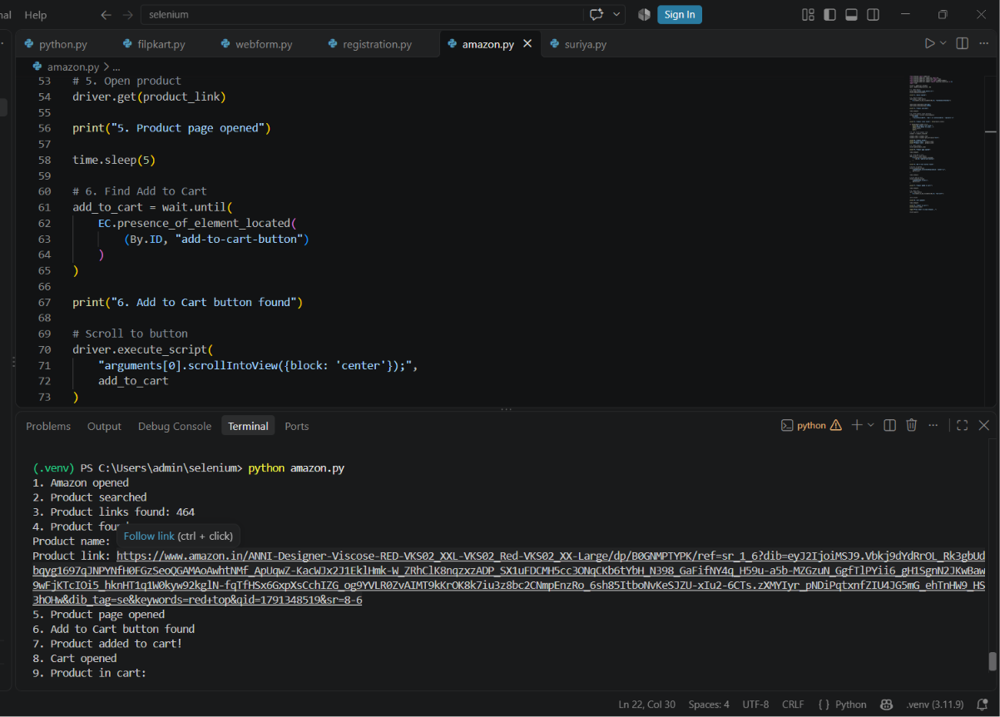 nal Help selenium Sign In
python.py filpkart.py webform.py registration.py amazon.py suriya.py
amazon.py > ...
53 # 5. Open product
54 driver.get(product_link)
55
56 print("5. Product page opened")
57
58 time.sleep(5)
59
60 # 6. Find Add to Cart
61 add_to_cart = wait.until(
62 EC.presence_of_element_located(
63 (By.ID, "add-to-cart-button")
64 )
65 )
66
67 print("6. Add to Cart button found")
68
69 # Scroll to button
70 driver.execute_script(
71 "arguments[0].scrollIntoView({block: 'center'});",
72 add_to_cart
73 )
Problems Output Debug Console Terminal Ports python
(.venv) PS C:\Users\admin\selenium> python amazon.py
1. Amazon opened
2. Product searched
3. Product links found: 464
4. Product fou
Follow link (ctrl + click)
Product name:
Product link: https://www.amazon.in/ANNI-Designer-Viscose-RED-VKS02_XXL-VKS02_Red-VKS02_XX-Large/dp/B0GNMPTYPK/ref=sr_1_6?dib=eyJ2IjoiMSJ9.Vbkj9dYdRrOL_Rk3gbUd
bqyg1697qJNPYNfH0FGzSeoQGAMAoAwhtNMf_ApUqwZ-KacWJx2J1EklHmk-W_ZRhClK8nqzxzADP_SX1uFDCMH5cc3ONqCKb6tYbH_N398_GaFifNY4q_H59u-a5b-MZGzuN_GgfTlPYii6_gH1SgnN2JKwBaw
9wFjKTcIOi5_hknHT1q1W0kyw92kglN-fqTfHSx6GxpXsCchIZG_og9YVLR0ZvAIMT9kKrOK8k7iu3z8bc2CNmpEnzRo_6sh85ItboNvKeSJZU-xIu2-6CTs.zXMYIyr_pNDiPqtxnfZIU4JG5mG_ehTnHW9_HS
3hOHw&dib_tag=se&keywords=red+top&qid=1791348519&sr=8-6
5. Product page opened
6. Add to Cart button found
7. Product added to cart!
8. Cart opened
9. Product in cart:
Ln 22, Col 30 Spaces: 4 UTF-8 CRLF { } Python .venv (3.11.9)